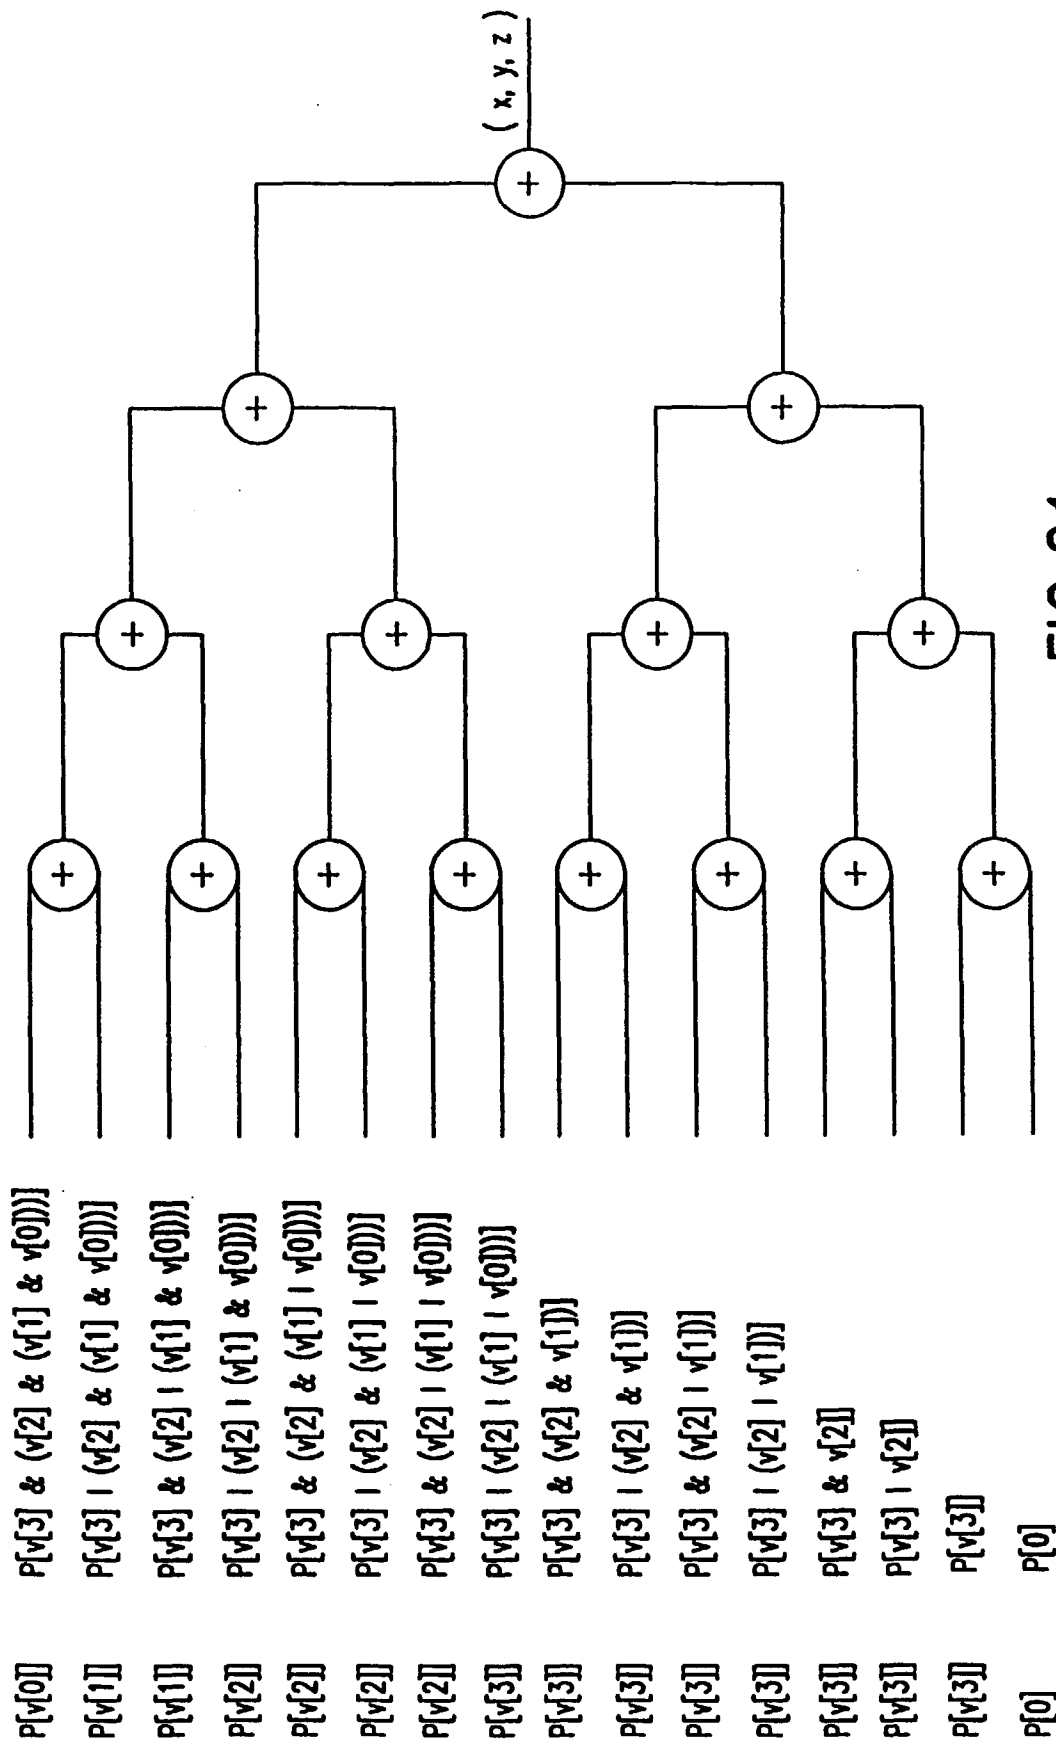 P[v[0]] P[v[3] & (v[2] & (v[1] & v[0]))]
P[v[1]] P[v[3] | (v[2] & (v[1] & v[0]))]
P[v[1]] P[v[3] & (v[2] | (v[1] & v[0]))]
P[v[2]] P[v[3] | (v[2] | (v[1] & v[0]))]
P[v[2]] P[v[3] & (v[2] & (v[1] | v[0]))]
P[v[2]] P[v[3] | (v[2] & (v[1] | v[0]))]
P[v[2]] P[v[3] & (v[2] | (v[1] | v[0]))]
P[v[3]] P[v[3] | (v[2] | (v[1] | v[0]))]
P[v[3]] P[v[3] & (v[2] & v[1])]
P[v[3]] P[v[3] | (v[2] & v[1])]
P[v[3]] P[v[3] & (v[2] | v[1])]
P[v[3]] P[v[3] | (v[2] | v[1])]
P[v[3]] P[v[3] & v[2]]
P[v[3]] P[v[3] | v[2]]
P[v[3]] P[v[3]]
P[0] P[0]
( x, y, z )